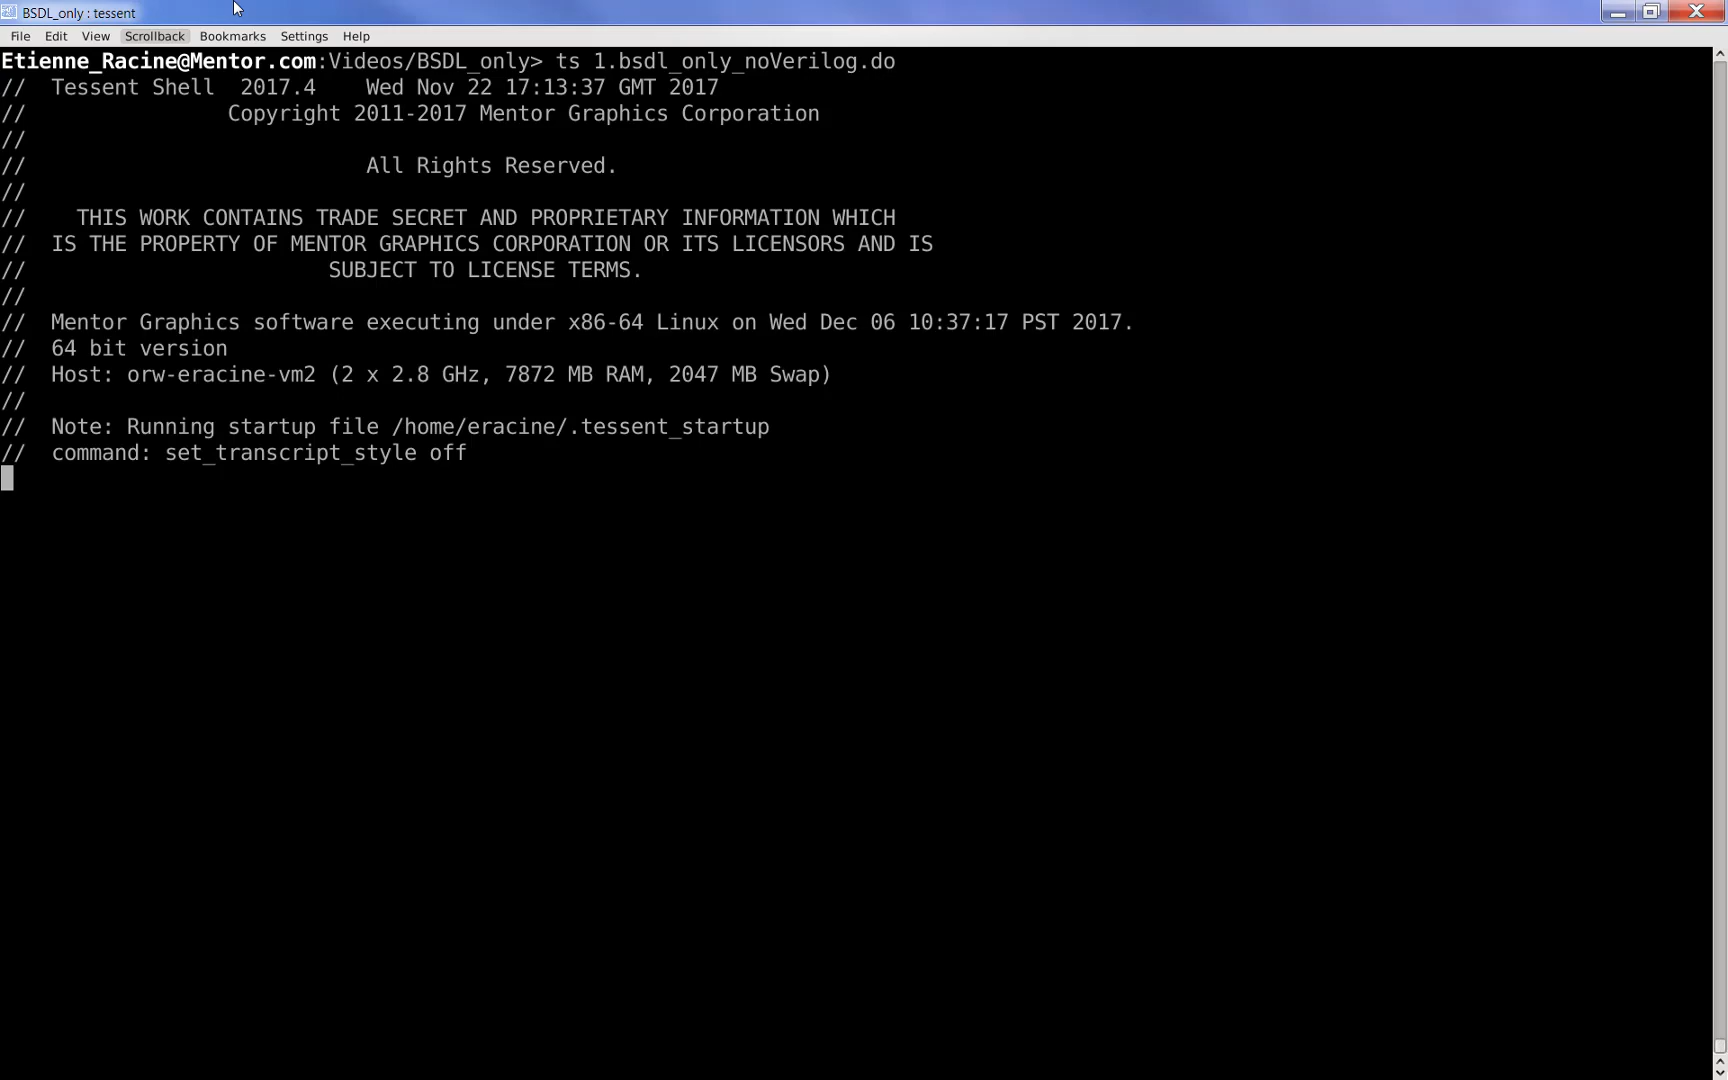 BSDL_only : tessent
File Edit View Scrollback Bookmarks Settings Help
Etienne_Racine@Mentor.com:Videos/BSDL_only> ts 1.bsdl_only_noVerilog.do
// Tessent Shell 2017.4 Wed Nov 22 17:13:37 GMT 2017
// Copyright 2011-2017 Mentor Graphics Corporation
//
// All Rights Reserved.
//
// THIS WORK CONTAINS TRADE SECRET AND PROPRIETARY INFORMATION WHICH
// IS THE PROPERTY OF MENTOR GRAPHICS CORPORATION OR ITS LICENSORS AND IS
// SUBJECT TO LICENSE TERMS.
//
// Mentor Graphics software executing under x86-64 Linux on Wed Dec 06 10:37:17 PST 2017.
// 64 bit version
// Host: orw-eracine-vm2 (2 x 2.8 GHz, 7872 MB RAM, 2047 MB Swap)
//
// Note: Running startup file /home/eracine/.tessent_startup
// command: set_transcript_style off